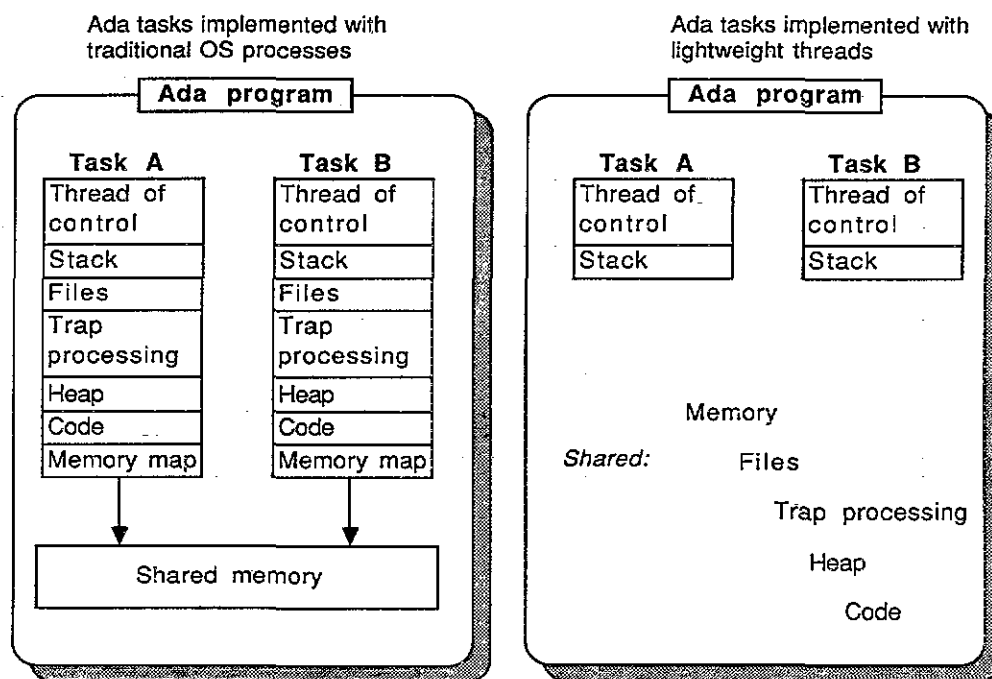 Ada tasks implemented with
traditional OS processes
Ada program
Task A
Thread of
control
Stack
Files
Trap
processing
Heap
Code
Memory map
Task B
Thread of
control
Stack
Files
Trap
processing
Heap
Code
Memory map
Shared memory
Ada tasks implemented with
lightweight threads
Ada program
Task A
Thread of
control
Stack
Task B
Thread of
control
Stack
Memory
Shared: Files
Trap processing
Heap
Code